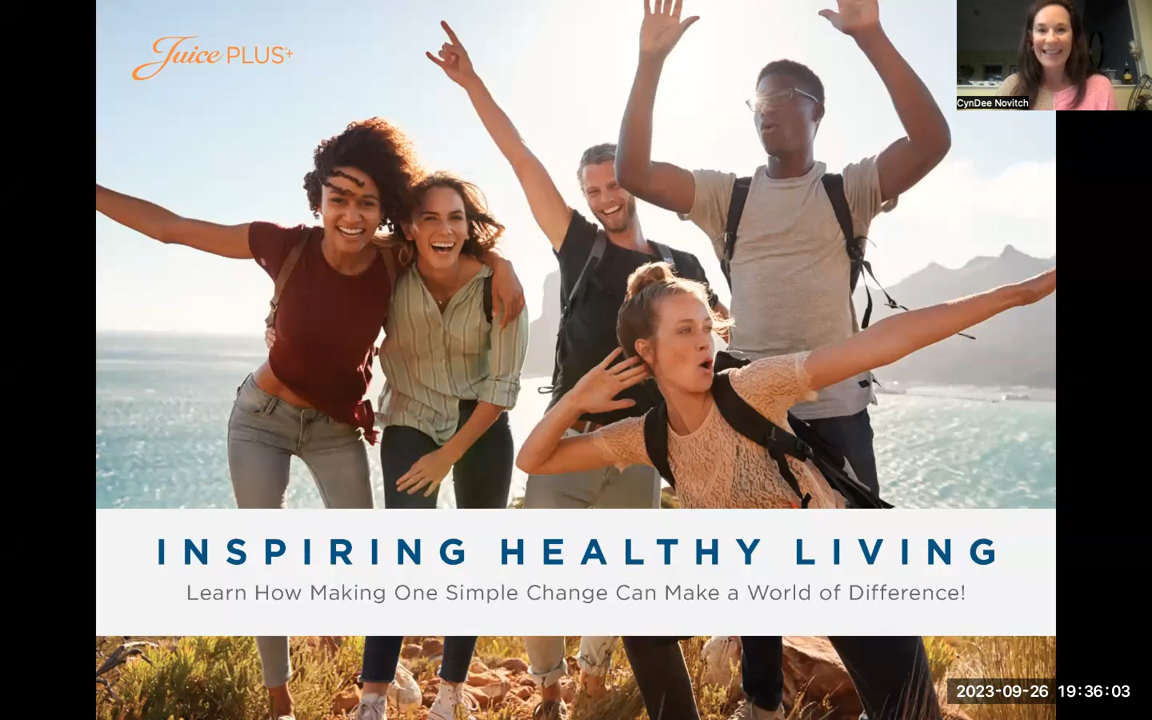 Juice PLUS+
CynDee Novitch
INSPIRING HEALTHY LIVING
Learn How Making One Simple Change Can Make a World of Difference!
2023-09-26 19:36:03